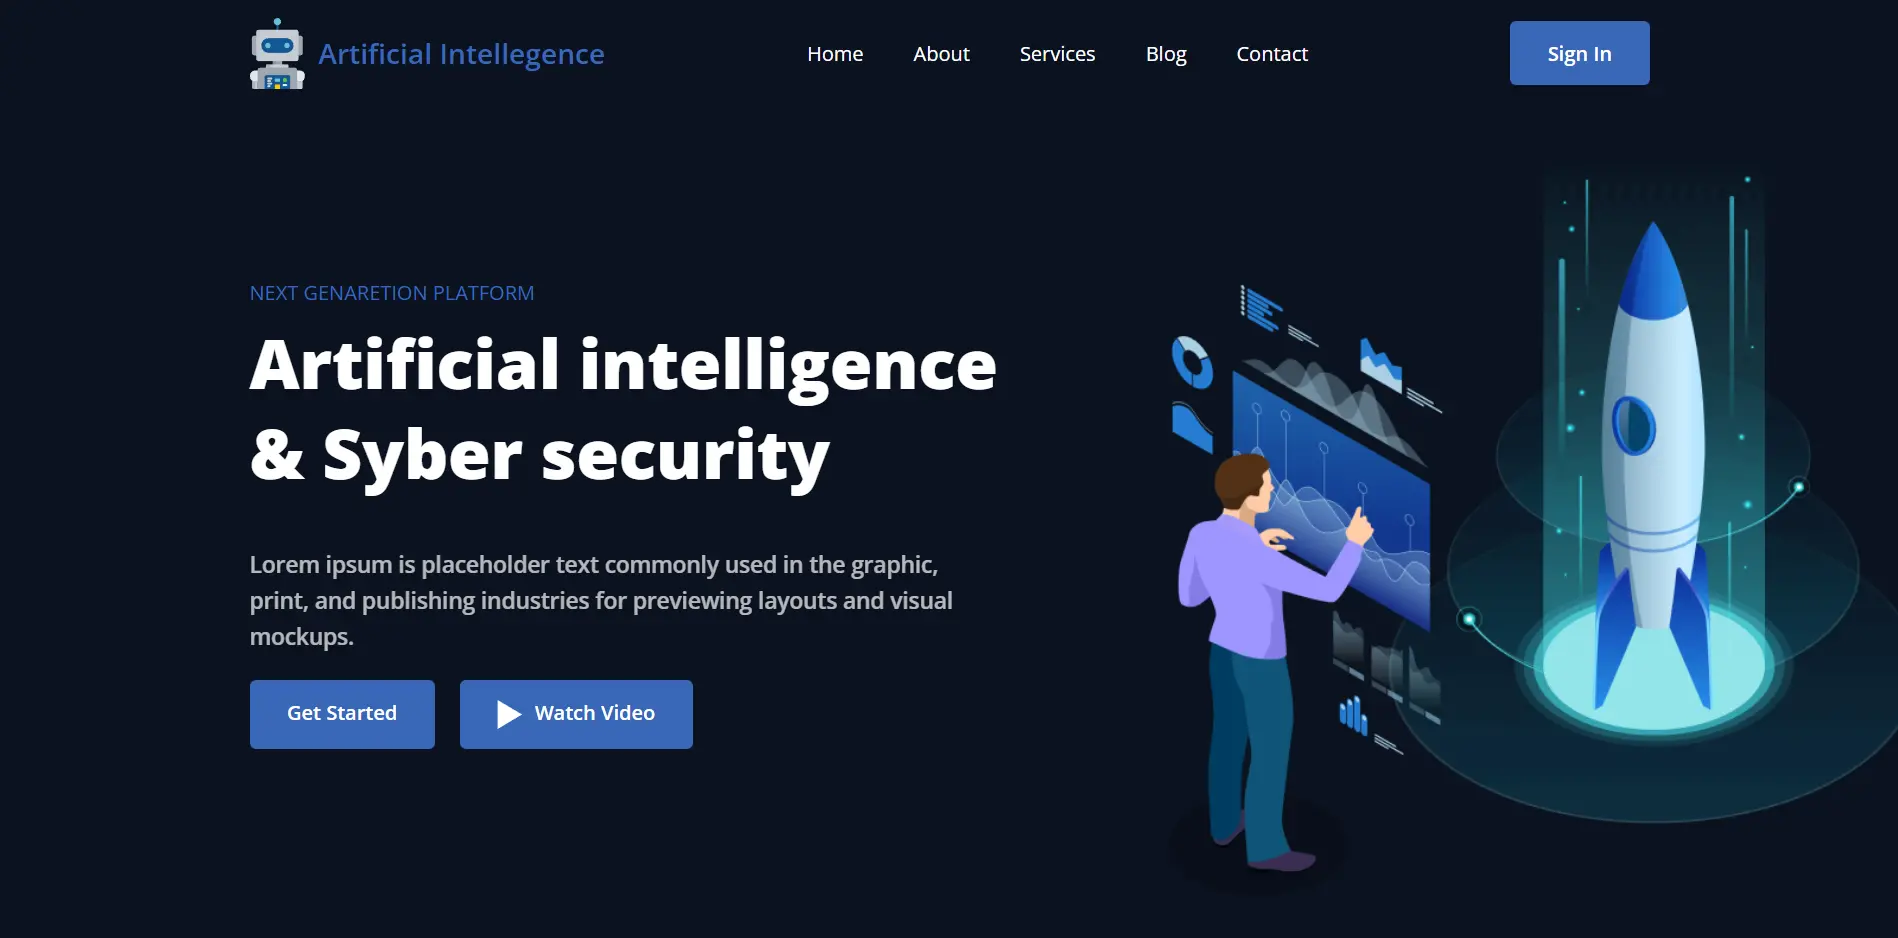 Artificial Intellegence
Home
About
Services
Blog
Contact
Sign In
NEXT GENARETION PLATFORM
Artificial intelligence
& Syber security
Lorem ipsum is placeholder text commonly used in the graphic,
print, and publishing industries for previewing layouts and visual
mockups.
Get Started
Watch Video